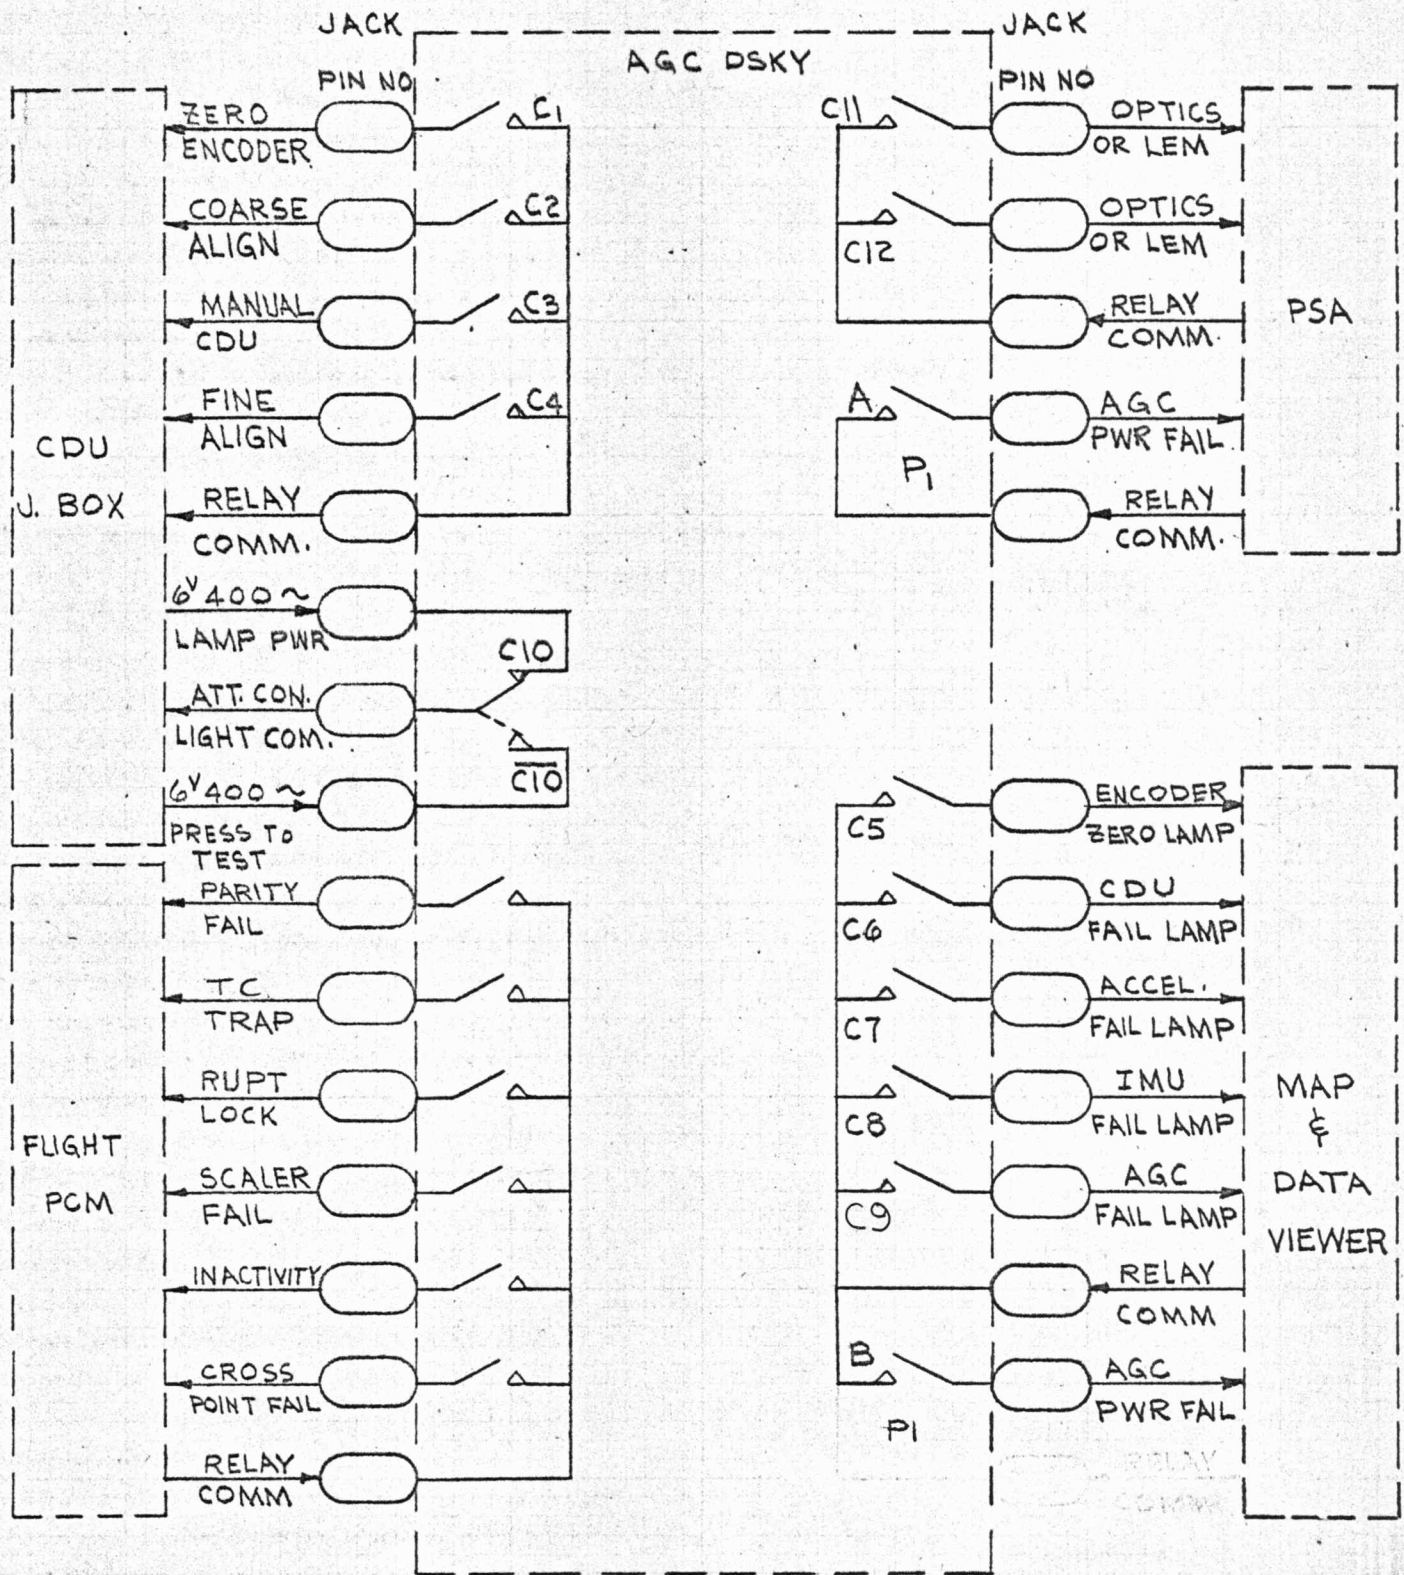 JACK
JACK
AGC DSKY
PIN NO
PIN NO
ZERO
ENCODER
C1
COARSE
ALIGN
C2
MANUAL
CDU
C3
FINE
ALIGN
C4
CDU
J. BOX
RELAY
COMM.
6V 400 ~
LAMP PWR
C10
ATT. CON.
LIGHT COM.
C10
6V 400 ~
PRESS TO
TEST
PARITY
FAIL
T.C.
TRAP
RUPT
LOCK
FLIGHT
PCM
SCALER
FAIL
INACTIVITY
CROSS
POINT FAIL
RELAY
COMM
C11
OPTICS
OR LEM
C12
OPTICS
OR LEM
RELAY
COMM.
PSA
A
P1
AGC
PWR FAIL
RELAY
COMM.
C5
ENCODER
ZERO LAMP
C6
CDU
FAIL LAMP
C7
ACCEL.
FAIL LAMP
C8
IMU
FAIL LAMP
MAP
&
DATA
VIEWER
C9
AGC
FAIL LAMP
RELAY
COMM
B
P1
AGC
PWR FAIL